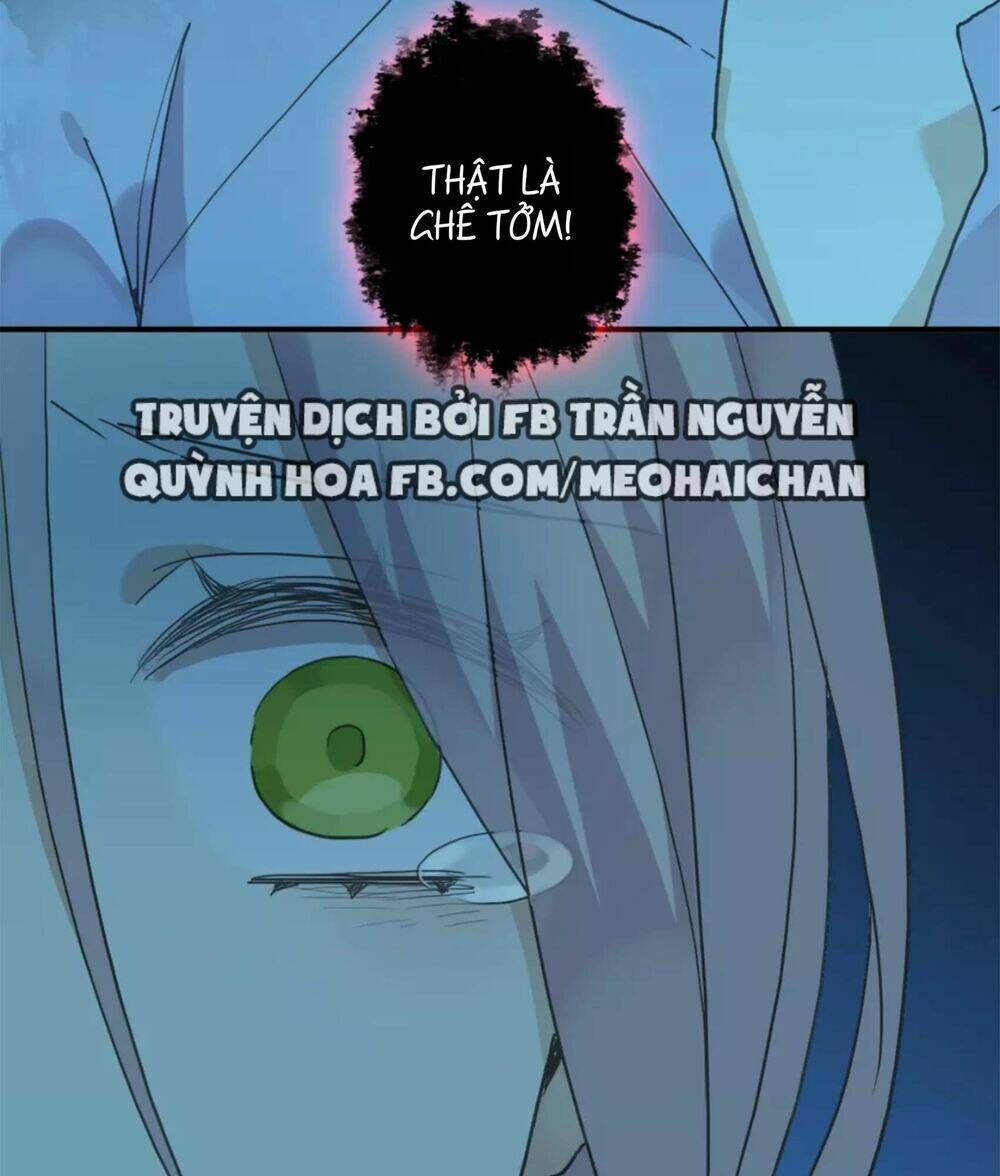 THẬT LÀ
GHÊ TỞM!
TRUYỆN DỊCH BỞI FB TRẦN NGUYỄN
QUỲNH HOA FB.COM/MEOHAICHAN